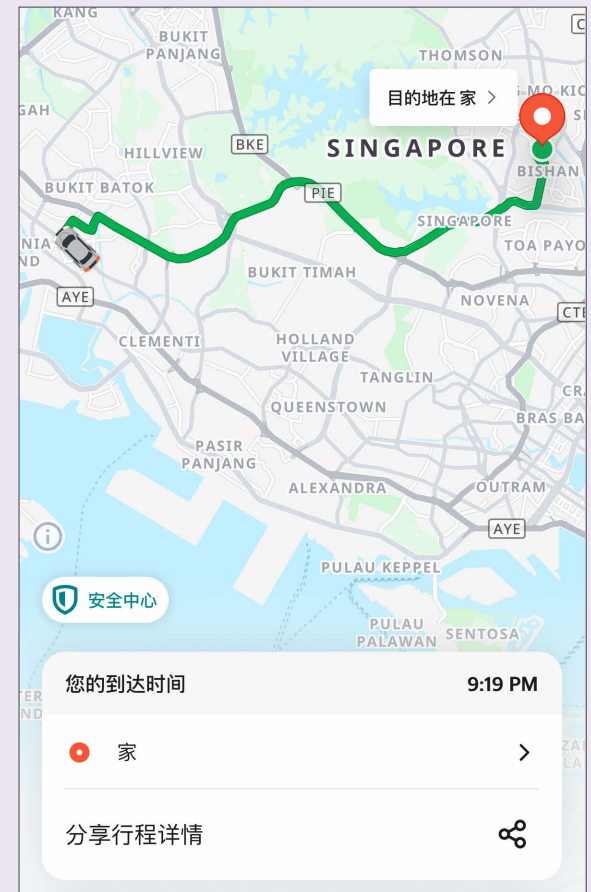 KANG
BUKIT
PANJANG
THOMSON
目的地在 家
MO KIO
GAH
HILLVIEW
BKE
SINGAPORE
BISHAN
BUKIT BATOK
PIE
SINGAPORE
TOA PAYO
BUKIT TIMAH
AYE
NOVENA
CTE
CLEMENTI
HOLLAND
VILLAGE
TANGLIN
QUEENSTOWN
BRAS BA
PASIR
PANJANG
ALEXANDRA
OUTRAM
AYE
PULAU KEPPEL
安全中心
PULAU
PALAWAN
SENTOSA
您的到达时间
9:19 PM
家
分享行程详情